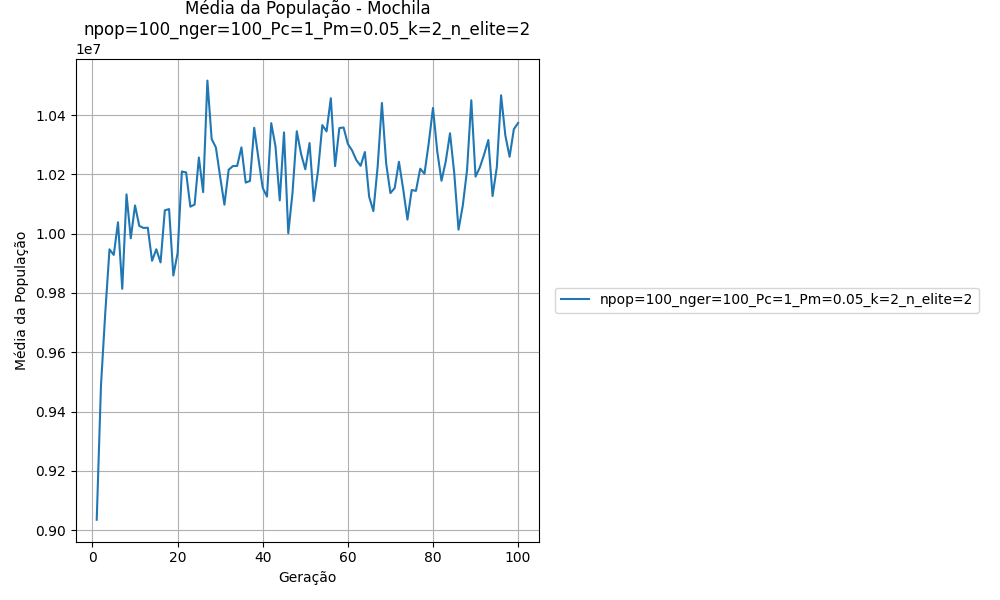 Média da População - Mochila
npop=100_nger=100_Pc=1_Pm=0.05_k=2_n_elite=2
1e7
1.04
1.02
1.00
0.98
0.96
0.94
0.92
0.90
Média da População
0 20 40 60 80 100
Geração
npop=100_nger=100_Pc=1_Pm=0.05_k=2_n_elite=2